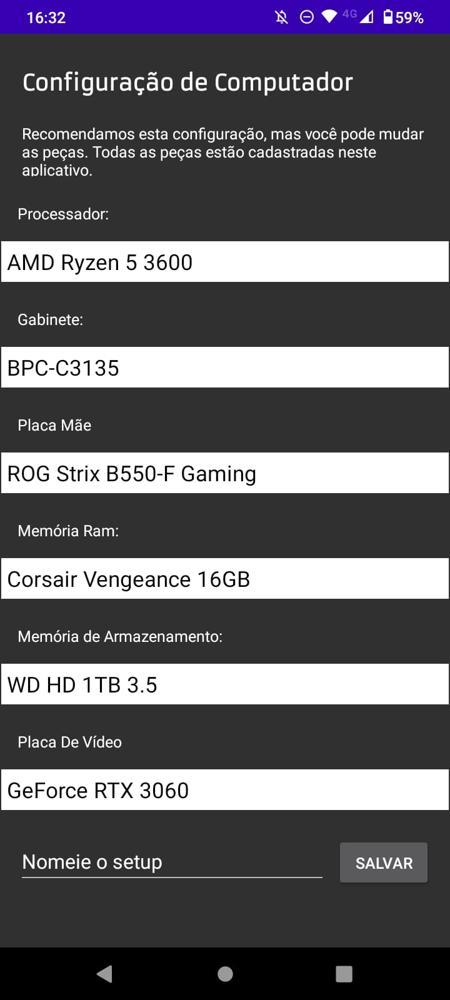 16:32
4G
59%
Configuração de Computador
Recomendamos esta configuração, mas você pode mudar
as peças. Todas as peças estão cadastradas neste
aplicativo.
Processador:
AMD Ryzen 5 3600
Gabinete:
BPC-C3135
Placa Mãe
ROG Strix B550-F Gaming
Memória Ram:
Corsair Vengeance 16GB
Memória de Armazenamento:
WD HD 1TB 3.5
Placa De Vídeo
GeForce RTX 3060
Nomeie o setup
SALVAR